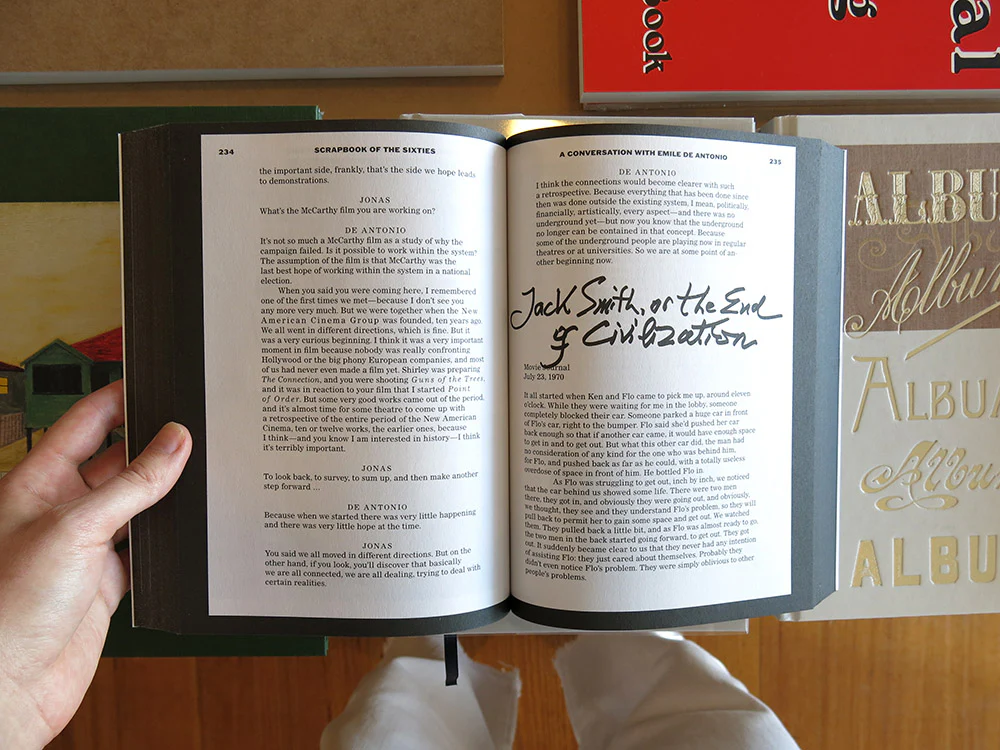 Book
g
al
234
SCRAPBOOK OF THE SIXTIES
the important side, frankly, that's the side we hope leads
to demonstrations.
JONAS
What's the McCarthy film you are working on?
DE ANTONIO
It's not so much a McCarthy film as a study of why the
campaign failed. Is it possible to work within the system?
The assumption of the film is that McCarthy was the
last best hope of working within the system in a national
election.
When you said you were coming here, I remembered
one of the first times we met—because I don't see you
any more very much. But we were together when the New
American Cinema Group was founded, ten years ago.
We all went in different directions, which is fine. But it
was a very curious beginning. I think it was a very important
moment in film because nobody was really confronting
Hollywood or the big phony European companies, and most
of us had never even made a film yet. Shirley was preparing
The Connection, and you were shooting Guns of the Trees,
and it was in reaction to your film that I started Point
of Order. But some very good works came out of the period,
and it's almost time for some theatre to come up with
a retrospective of the entire period of the New American
Cinema, ten or twelve works, the earlier ones, because
I think—and you know I am interested in history—I think
it's terribly important.
JONAS
To look back, to survey, to sum up, and then make another
step forward ...
DE ANTONIO
Because when we started there was very little happening
and there was very little hope at the time.
JONAS
You said we all moved in different directions. But on the
other hand, if you look, you'll discover that basically
we are all connected, we are all dealing, trying to deal with
certain realities.
A CONVERSATION WITH EMILE DE ANTONIO
235
DE ANTONIO
I think the connections would become clearer with such
a retrospective. Because everything that has been done since
then was done outside the existing system, I mean, politically,
financially, artistically, every aspect—and there was no
underground yet—but now you know that the underground
no longer can be contained in that concept. Because
some of the underground people are playing now in regular
theatres or at universities. So we are at some point of an-
other beginning now.
Jack Smith, or the End
of Civilization
Movie Journal
July 23, 1970
It all started when Ken and Flo came to pick me up, around eleven
o'clock. While they were waiting for me in the lobby, someone
completely blocked their car. Someone parked a huge car in front
of Flo's car, right to the bumper. Flo said she'd pushed her car
back enough so that if another car came, it would have enough space
to get in and to get out. But what this other car did, the man had
no consideration of any kind for the one who was behind him,
for Flo, and pushed back as far as he could, with a totally useless
overdose of space in front of him. He bottled Flo in.
As Flo was struggling to get out, inch by inch, we noticed
that the car behind us showed some life. There were two men
there, they got in, and obviously they were going out, and obviously,
we thought, they see and they understand Flo's problem, so they will
pull back to permit her to gain some space and get out. We watched
them. They pulled back a little bit, and as Flo was almost ready to go,
the two men in the back started going forward, to get out. They got
out. It suddenly became clear to us that they never had any intention
of assisting Flo; they just cared about themselves. Probably they
didn't even notice Flo's problem. They were simply oblivious to other
people's problems.
ALBU
Album
ALBU
Albu
ALBU